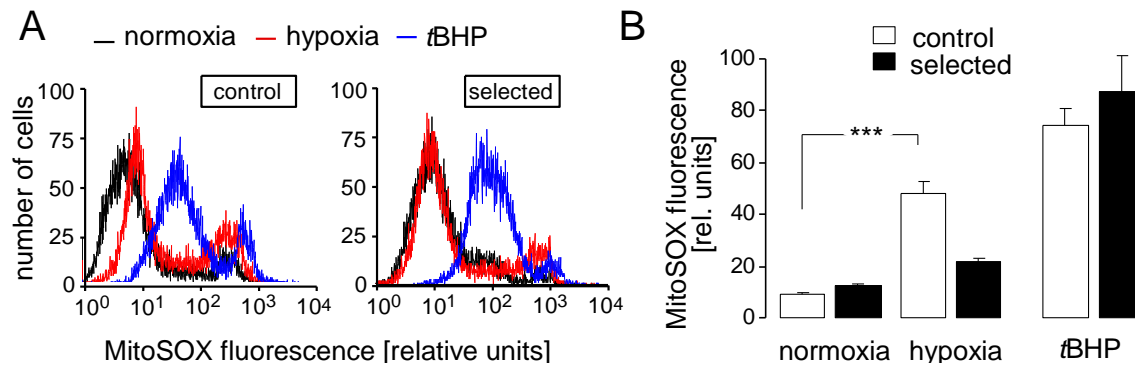 A
normoxia hypoxia tBHP
control
selected
number of cells
100
75
50
25
0
10⁰ 10¹ 10² 10³ 10⁴
100
75
50
25
0
10⁰ 10¹ 10² 10³ 10⁴
MitoSOX fluorescence [relative units]
B
control
selected
MitoSOX fluorescence
[rel. units]
100
80
60
40
20
0
***
normoxia hypoxia tBHP